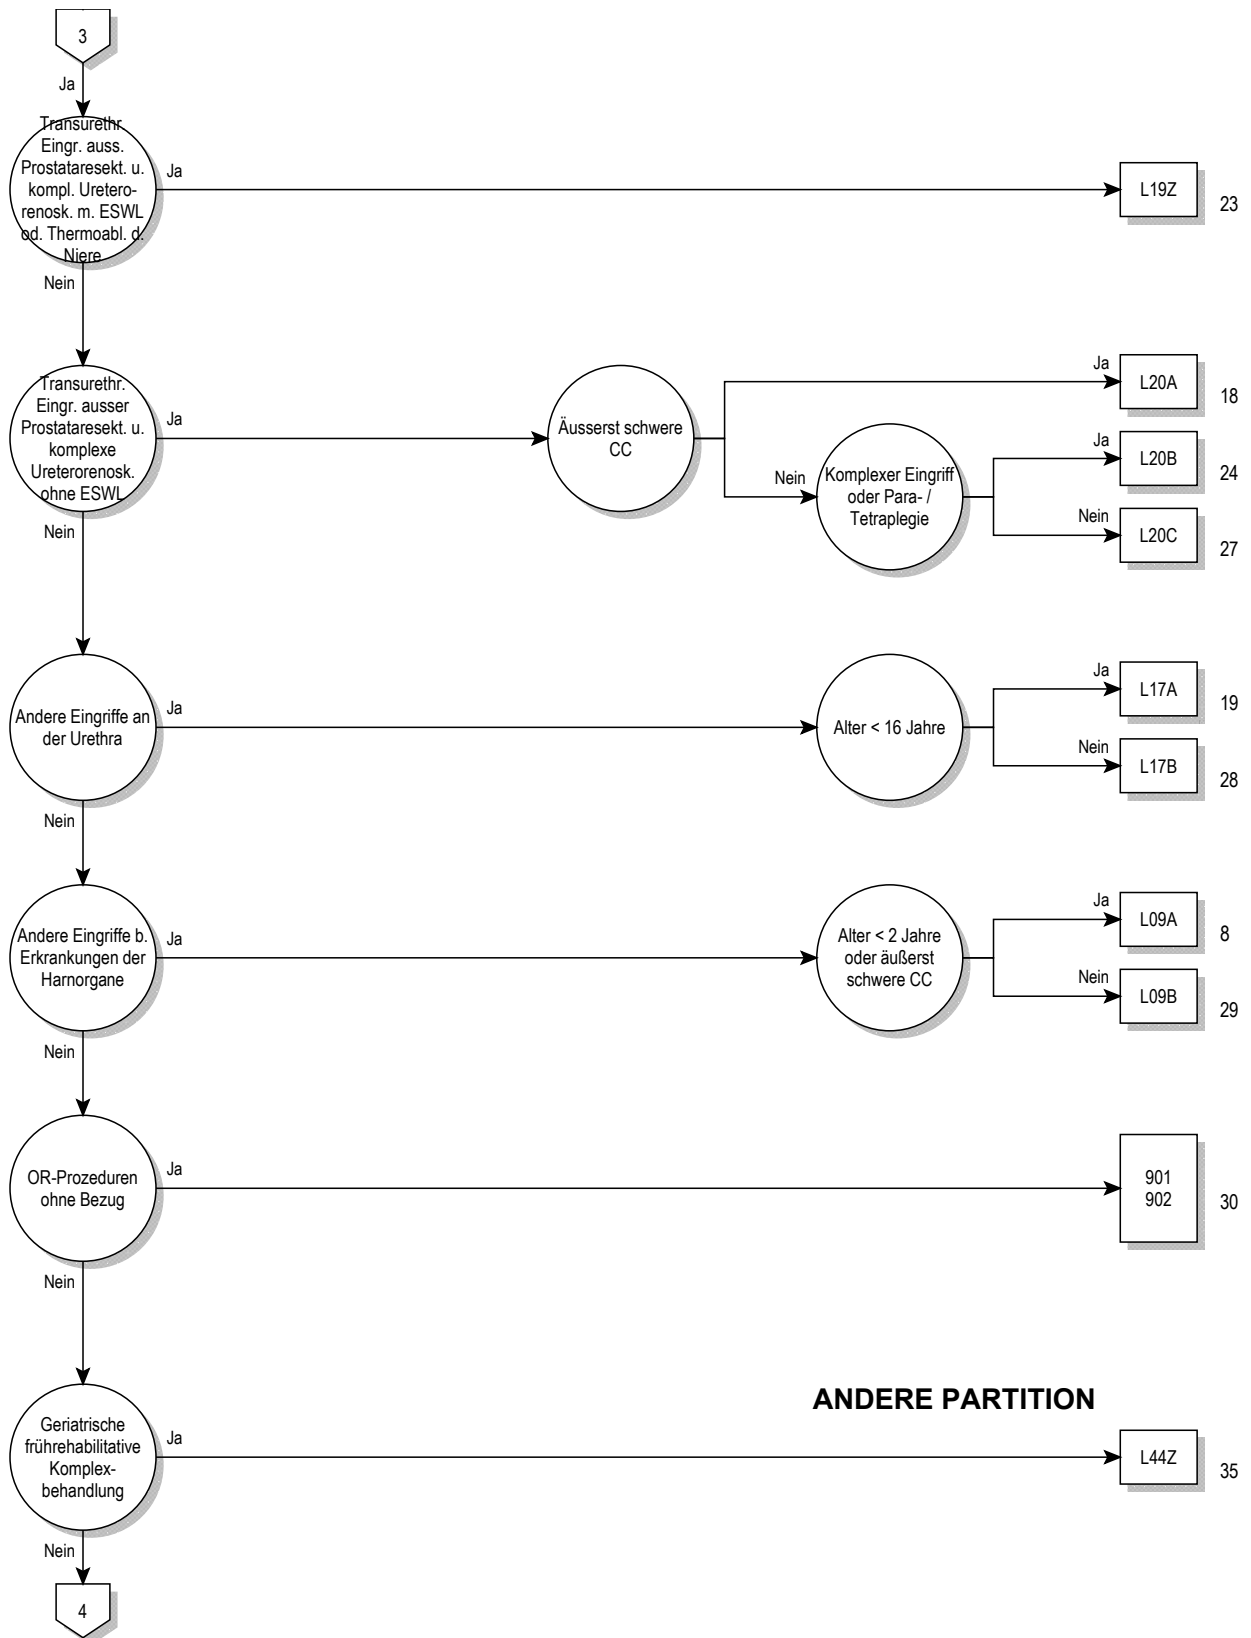 3
Ja
Transurethr.
Eingr. auss.
Prostataresekt. u.
kompl. Uretero-
renosk. m. ESWL
od. Thermoabl. d.
Niere
Ja
L19Z
23
Nein
Transurethr.
Eingr. ausser
Prostataresekt. u.
komplexe
Ureterorenosk.
ohne ESWL
Ja
Äusserst schwere
CC
Ja
L20A
18
Nein
Komplexer Eingriff
oder Para- /
Tetraplegie
Ja
L20B
24
Nein
L20C
27
Nein
Andere Eingriffe an
der Urethra
Ja
Alter < 16 Jahre
Ja
L17A
19
Nein
L17B
28
Nein
Andere Eingriffe b.
Erkrankungen der
Harnorgane
Ja
Alter < 2 Jahre
oder äußerst
schwere CC
Ja
L09A
8
Nein
L09B
29
Nein
OR-Prozeduren
ohne Bezug
Ja
901
902
30
Nein
ANDERE PARTITION
Geriatrische
frührehabilitative
Komplex-
behandlung
Ja
L44Z
35
Nein
4